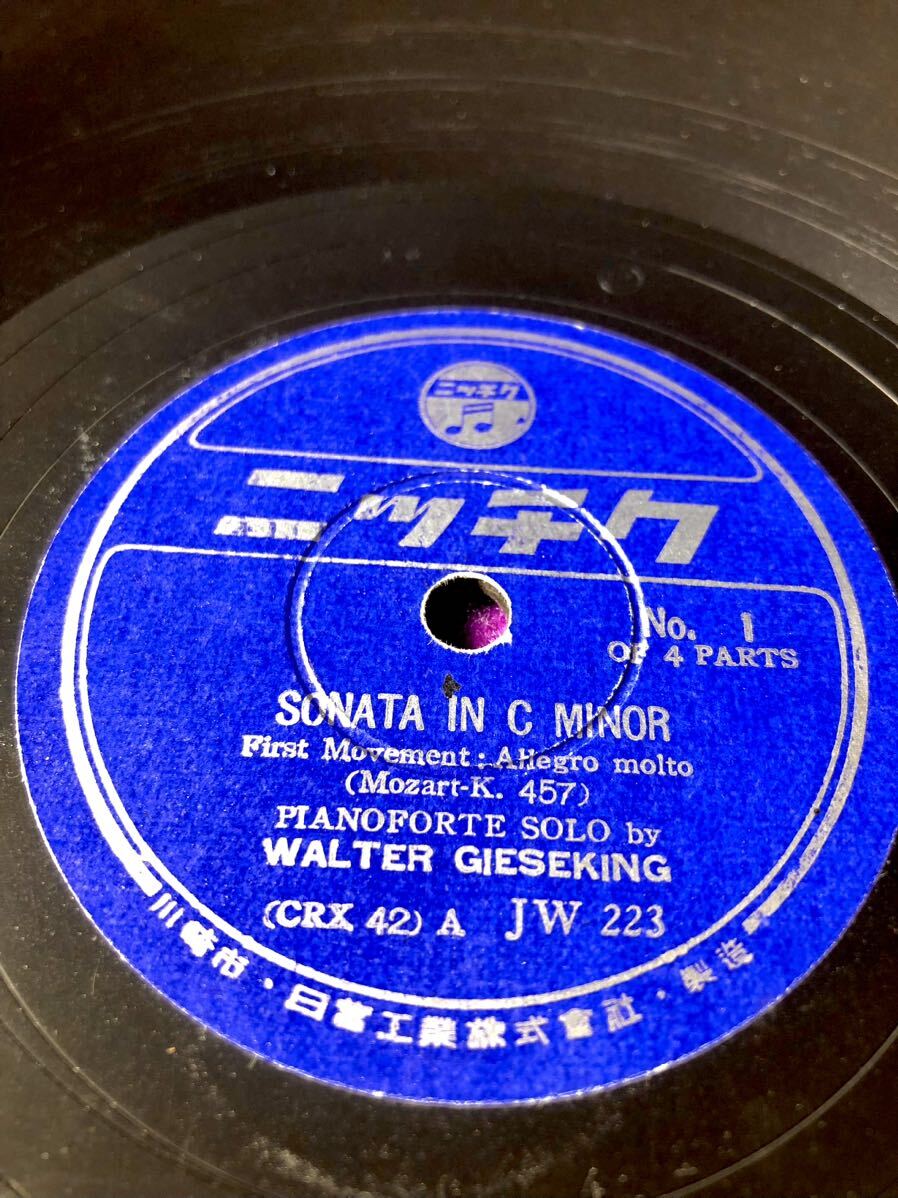 ニッチク
ニッチク
No. 1
OF 4 PARTS
SONATA IN C MINOR
First Movement: Allegro molto
(Mozart-K. 457)
PIANOFORTE SOLO by
WALTER GIESEKING
(CRX 42) A JW 223
川崎市・日蓄工業株式會社・製造